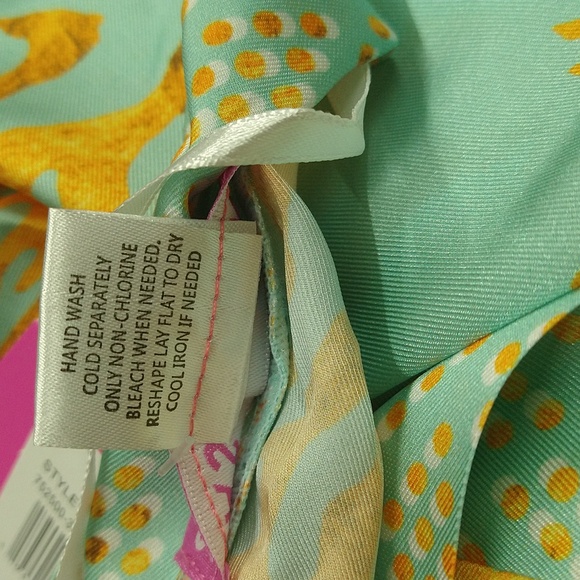 HAND WASH
COLD SEPARATELY
ONLY NON-CHLORINE
BLEACH WHEN NEEDED.
RESHAPE LAY FLAT TO DRY
COOL IRON IF NEEDED
STYLE